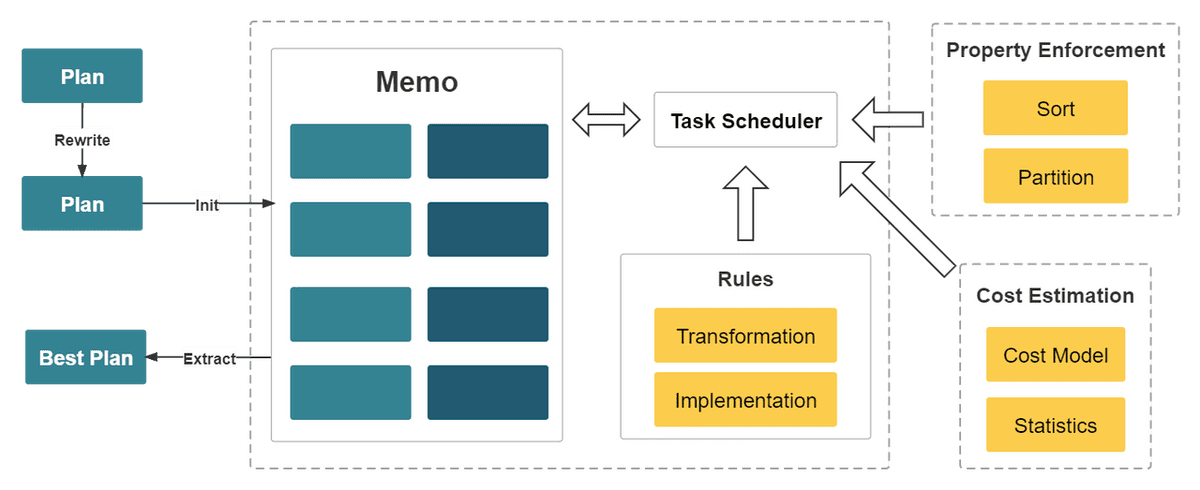 Plan
Rewrite
Plan
Init
Best Plan
Extract
Memo
Task Scheduler
Rules
Transformation
Implementation
Property Enforcement
Sort
Partition
Cost Estimation
Cost Model
Statistics